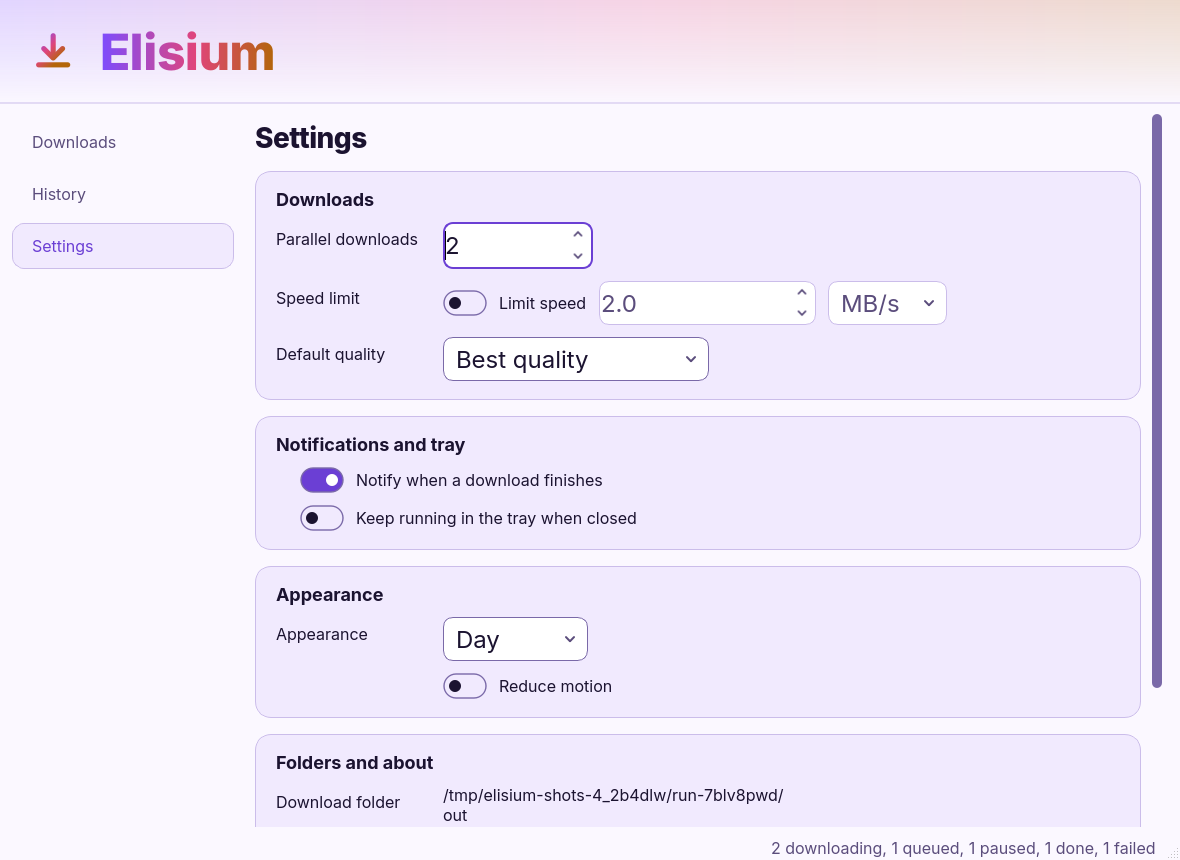 Elisium
Downloads
History
Settings
Settings
Downloads
Parallel downloads 2
Speed limit Limit speed 2.0 MB/s
Default quality Best quality
Notifications and tray
Notify when a download finishes
Keep running in the tray when closed
Appearance
Appearance Day
Reduce motion
Folders and about
Download folder /tmp/elisium-shots-4_2b4dlw/run-7blv8pwd/
out
2 downloading, 1 queued, 1 paused, 1 done, 1 failed